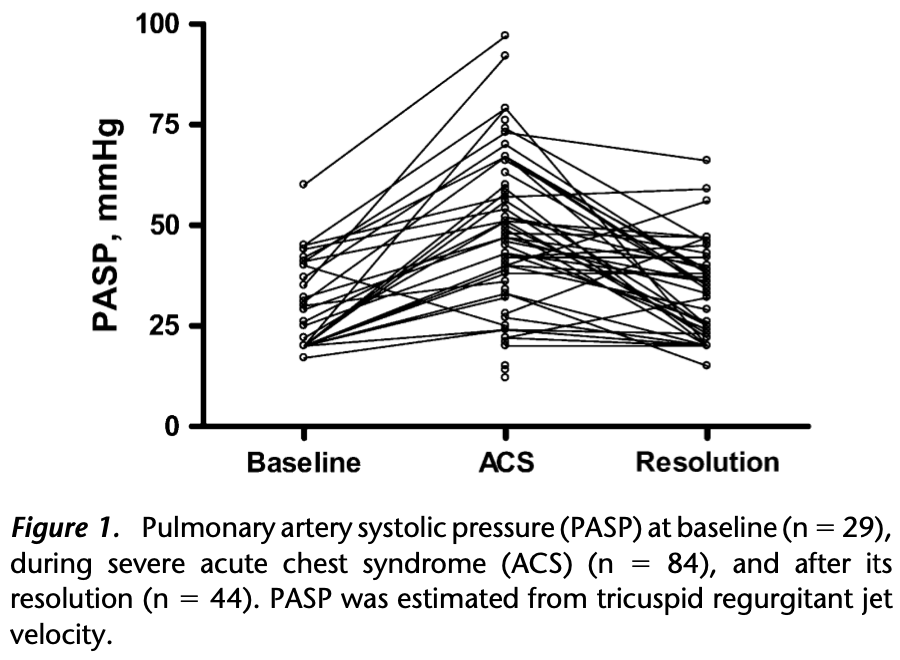 100
75
50
25
0
PASP, mmHg
Baseline
ACS
Resolution
Figure 1. Pulmonary artery systolic pressure (PASP) at baseline (n = 29),
during severe acute chest syndrome (ACS) (n = 84), and after its
resolution (n = 44). PASP was estimated from tricuspid regurgitant jet
velocity.